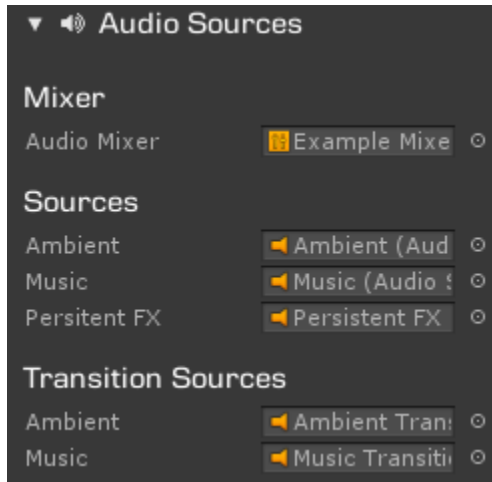 Audio Sources
Mixer
Audio Mixer Example Mixe
Sources
Ambient Ambient (Aud
Music Music (Audio S
Persitent FX Persistent FX
Transition Sources
Ambient Ambient Tran
Music Music Transiti